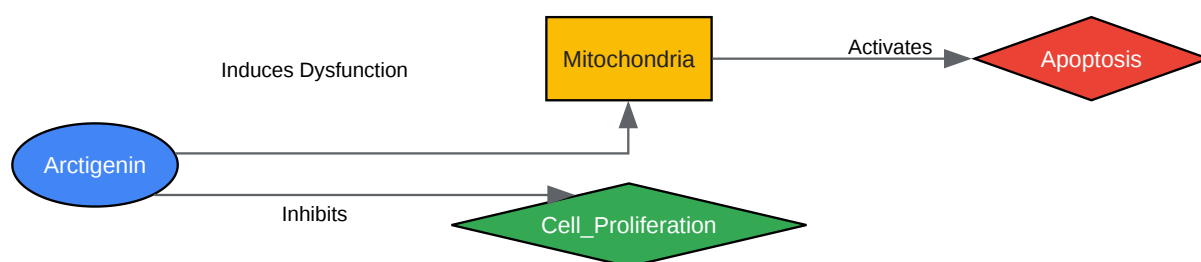 Activates
Mitochondria
Apoptosis
Induces Dysfunction
Arctigenin
Inhibits
Cell_Proliferation